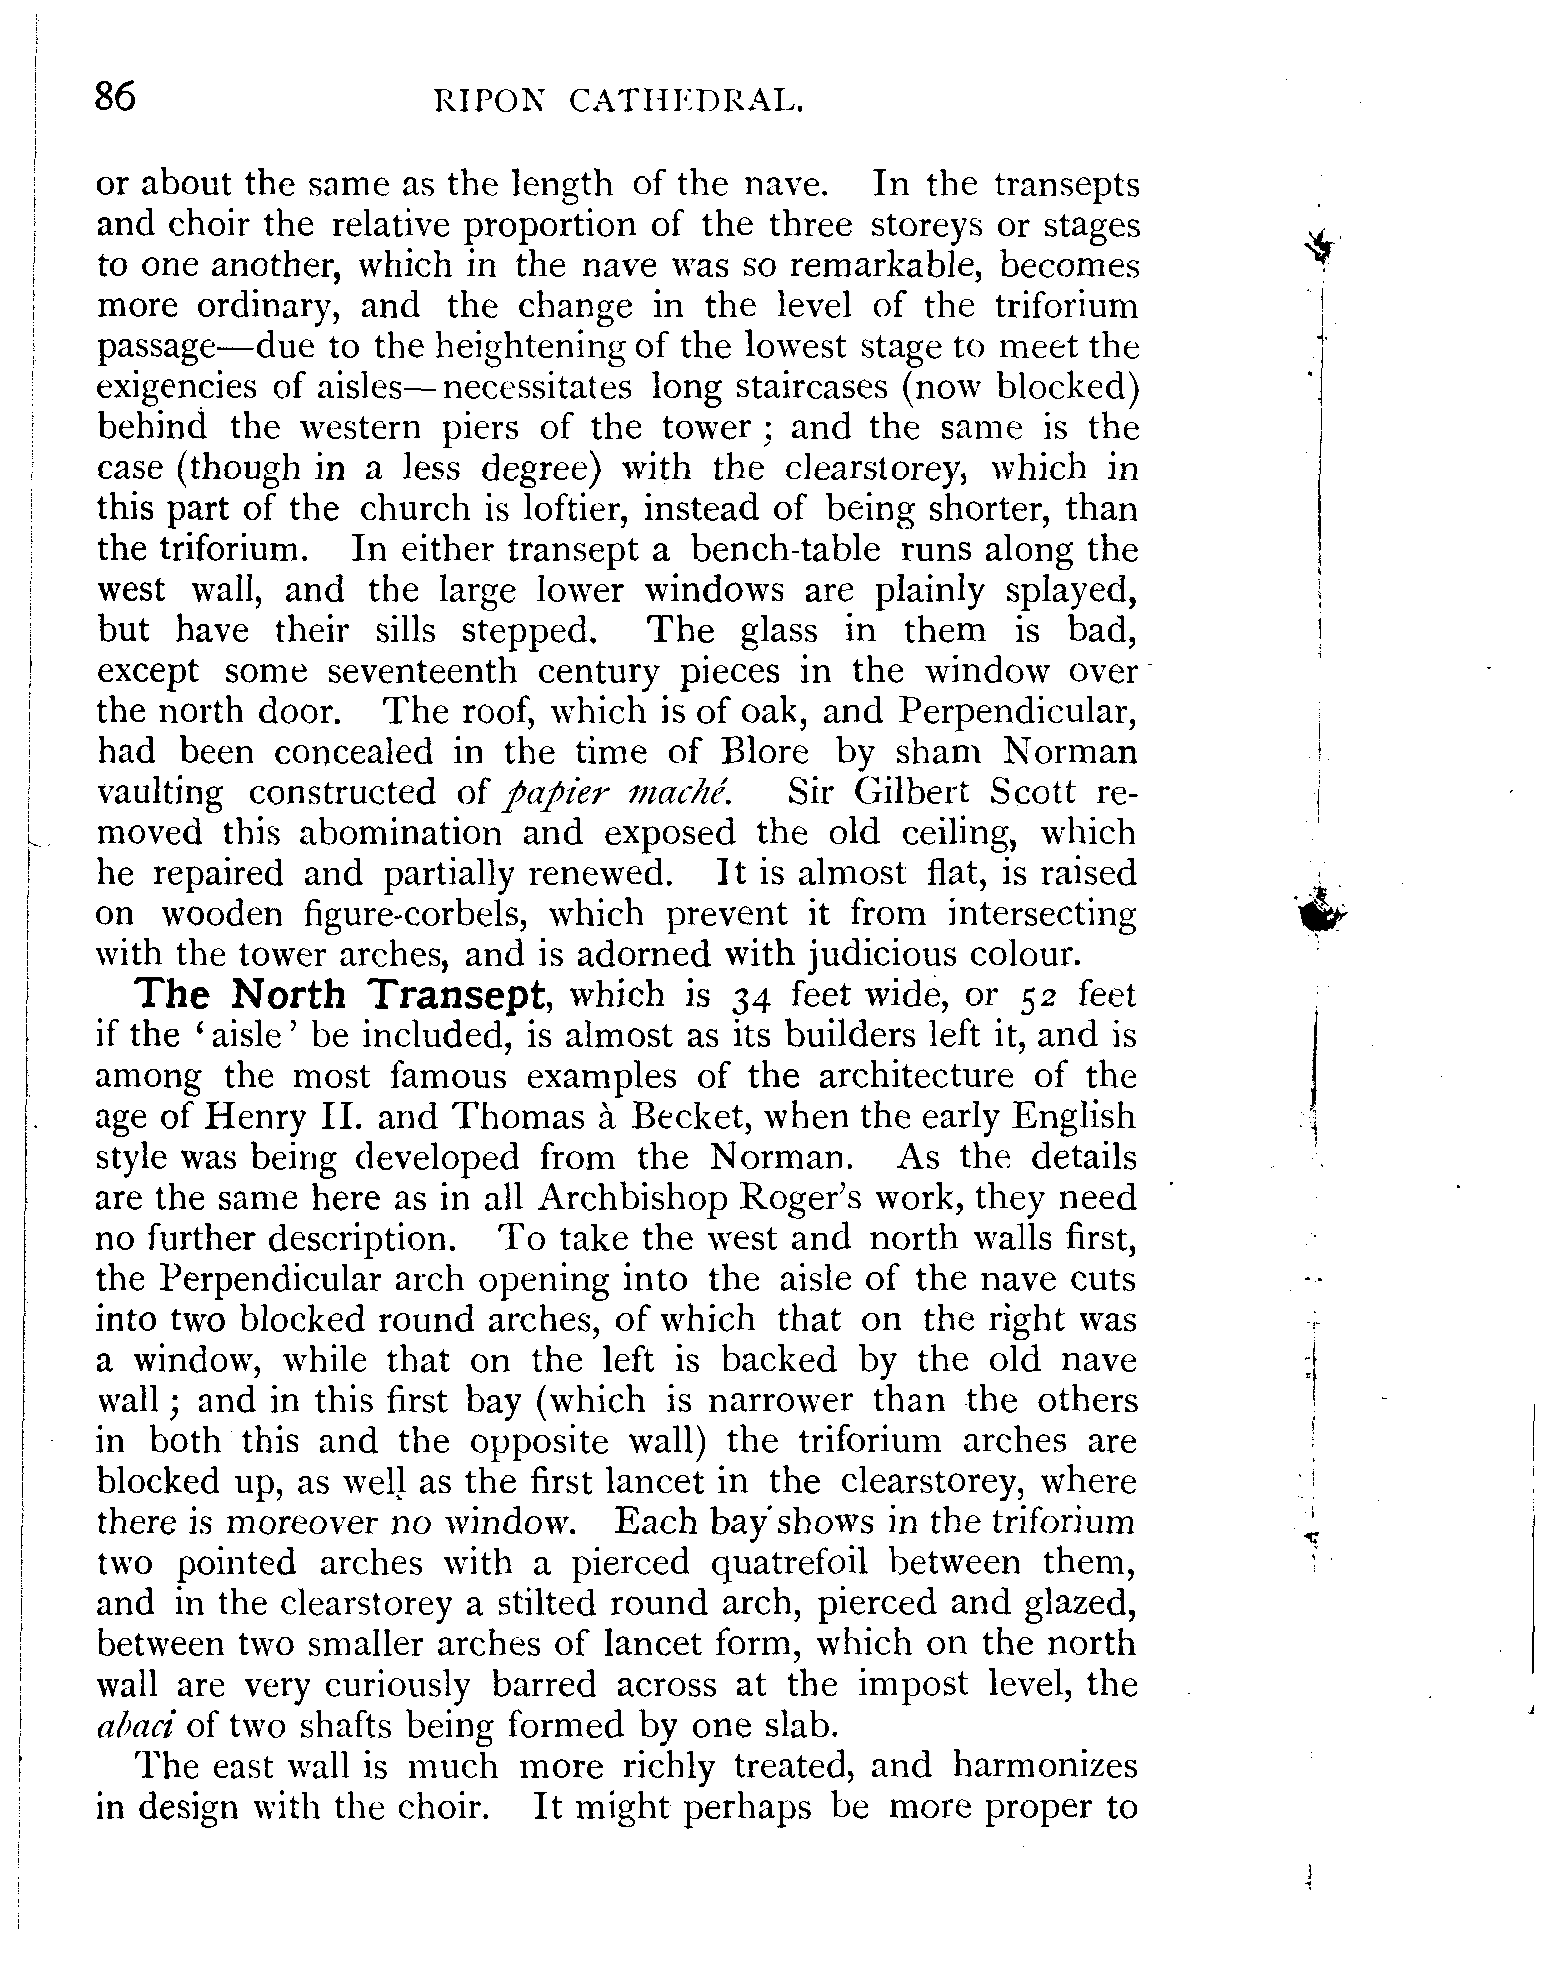 86 RIPON CATHEDRAL.
or about the same as the length of the nave. In the transepts
and choir the relative proportion of the three storeys or stages
to one another, which in the nave was so remarkable, becomes
more ordinary, and the change in the level of the triforium
passage—due to the heightening of the lowest stage to meet the
exigencies of aisles—necessitates long staircases (now blocked)
behind the western piers of the tower ; and the same is the
case (though in a less degree) with the clearstorey, which in
this part of the church is loftier, instead of being shorter, than
the triforium. In either transept a bench-table runs along the
west wall, and the large lower windows are plainly splayed,
but have their sills stepped. The glass in them is bad,
except some seventeenth century pieces in the window over
the north door. The roof, which is of oak, and Perpendicular,
had been concealed in the time of Blore by sham Norman
vaulting constructed of papier maché. Sir Gilbert Scott re-
moved this abomination and exposed the old ceiling, which
he repaired and partially renewed. It is almost flat, is raised
on wooden figure-corbels, which prevent it from intersecting
with the tower arches, and is adorned with judicious colour.
The North Transept, which is 34 feet wide, or 52 feet
if the ‘ aisle ’ be included, is almost as its builders left it, and is
among the most famous examples of the architecture of the
age of Henry II. and Thomas à Becket, when the early English
style was being developed from the Norman. As the details
are the same here as in all Archbishop Roger’s work, they need
no further description. To take the west and north walls first,
the Perpendicular arch opening into the aisle of the nave cuts
into two blocked round arches, of which that on the right was
a window, while that on the left is backed by the old nave
wall ; and in this first bay (which is narrower than the others
in both this and the opposite wall) the triforium arches are
blocked up, as well as the first lancet in the clearstorey, where
there is moreover no window. Each bay shows in the triforium
two pointed arches with a pierced quatrefoil between them,
and in the clearstorey a stilted round arch, pierced and glazed,
between two smaller arches of lancet form, which on the north
wall are very curiously barred across at the impost level, the
abaci of two shafts being formed by one slab.
The east wall is much more richly treated, and harmonizes
in design with the choir. It might perhaps be more proper to